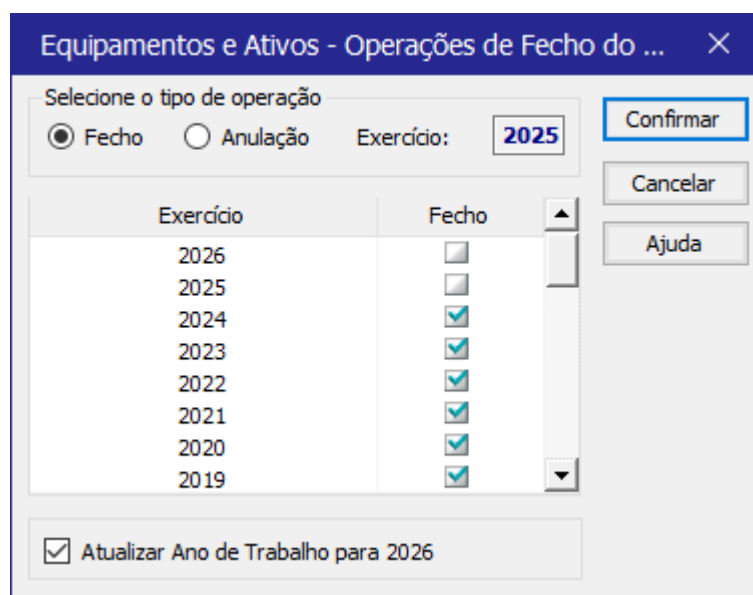 Equipamentos e Ativos - Operações de Fecho do ...
Selecione o tipo de operação
Fecho Anulação Exercício: 2025
Confirmar
Cancelar
Ajuda
Exercício Fecho
2026
2025
2024
2023
2022
2021
2020
2019
Atualizar Ano de Trabalho para 2026